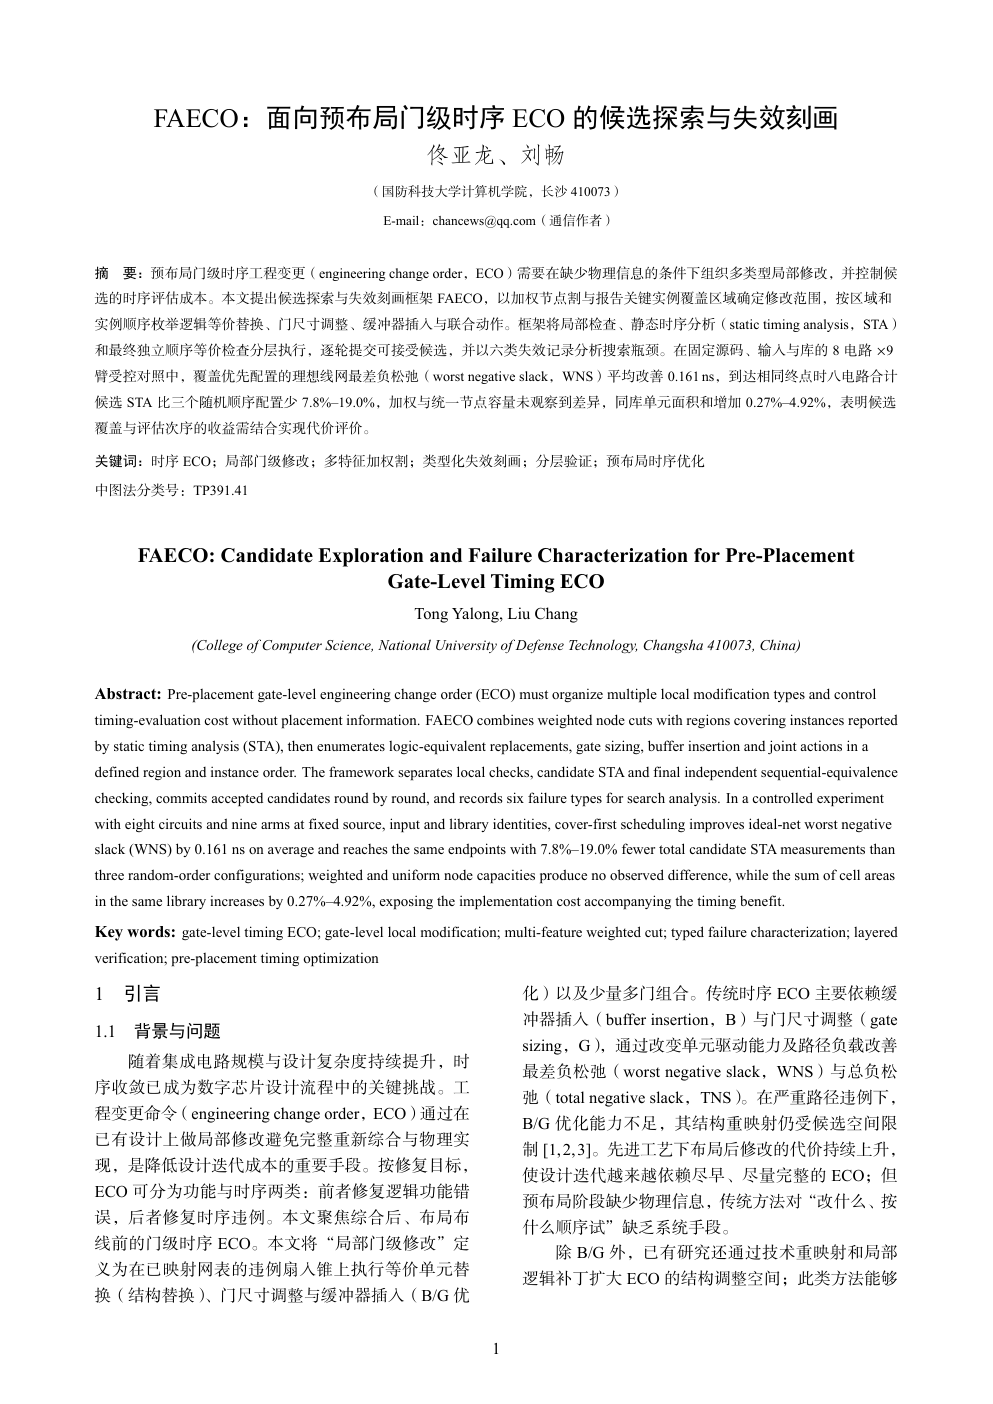 FAECO：面向预布局门级时序 ECO 的候选探索与失效刻画
佟亚龙、刘畅
（国防科技大学计算机学院，长沙 410073）
E-mail：chancews@qq.com（通信作者）
摘　要：预布局门级时序工程变更（engineering change order，ECO）需要在缺少物理信息的条件下组织多类型局部修改，并控制候
选的时序评估成本。本文提出候选探索与失效刻画框架 FAECO，以加权节点割与报告关键实例覆盖区域确定修改范围，按区域和
实例顺序枚举逻辑等价替换、门尺寸调整、缓冲器插入与联合动作。框架将局部检查、静态时序分析（static timing analysis，STA）
和最终独立顺序等价检查分层执行，逐轮提交可接受候选，并以六类失效记录分析搜索瓶颈。在固定源码、输入与库的 8 电路 ×9
臂受控对照中，覆盖优先配置的理想线网最差负松弛（worst negative slack，WNS）平均改善 0.161 ns，到达相同终点时八电路合计
候选 STA 比三个随机顺序配置少 7.8%–19.0%，加权与统一节点容量未观察到差异，同库单元面积和增加 0.27%–4.92%，表明候选
覆盖与评估次序的收益需结合实现代价评价。
关键词：时序 ECO；局部门级修改；多特征加权割；类型化失效刻画；分层验证；预布局时序优化
中图法分类号：TP391.41
FAECO: Candidate Exploration and Failure Characterization for Pre-Placement
Gate-Level Timing ECO
Tong Yalong, Liu Chang
(College of Computer Science, National University of Defense Technology, Changsha 410073, China)
Abstract: Pre-placement gate-level engineering change order (ECO) must organize multiple local modification types and control
timing-evaluation cost without placement information. FAECO combines weighted node cuts with regions covering instances reported
by static timing analysis (STA), then enumerates logic-equivalent replacements, gate sizing, buffer insertion and joint actions in a
defined region and instance order. The framework separates local checks, candidate STA and final independent sequential-equivalence
checking, commits accepted candidates round by round, and records six failure types for search analysis. In a controlled experiment
with eight circuits and nine arms at fixed source, input and library identities, cover-first scheduling improves ideal-net worst negative
slack (WNS) by 0.161 ns on average and reaches the same endpoints with 7.8%–19.0% fewer total candidate STA measurements than
three random-order configurations; weighted and uniform node capacities produce no observed difference, while the sum of cell areas
in the same library increases by 0.27%–4.92%, exposing the implementation cost accompanying the timing benefit.
Key words: gate-level timing ECO; gate-level local modification; multi-feature weighted cut; typed failure characterization; layered
verification; pre-placement timing optimization
1　引言
1.1　背景与问题
随着集成电路规模与设计复杂度持续提升，时
序收敛已成为数字芯片设计流程中的关键挑战。工
程变更命令（engineering change order，ECO）通过在
已有设计上做局部修改避免完整重新综合与物理实
现，是降低设计迭代成本的重要手段。按修复目标，
ECO 可分为功能与时序两类：前者修复逻辑功能错
误，后者修复时序违例。本文聚焦综合后、布局布
线前的门级时序 ECO。本文将“局部门级修改”定
义为在已映射网表的违例扇入锥上执行等价单元替
换（结构替换）、门尺寸调整与缓冲器插入（B/G 优
化）以及少量多门组合。传统时序 ECO 主要依赖缓
冲器插入（buffer insertion，B）与门尺寸调整（gate
sizing，G），通过改变单元驱动能力及路径负载改善
最差负松弛（worst negative slack，WNS）与总负松
弛（total negative slack，TNS）。在严重路径违例下，
B/G 优化能力不足，其结构重映射仍受候选空间限
制 [1,2,3]。先进工艺下布局后修改的代价持续上升，
使设计迭代越来越依赖尽早、尽量完整的 ECO；但
预布局阶段缺少物理信息，传统方法对“改什么、按
什么顺序试”缺乏系统手段。
除 B/G 外，已有研究还通过技术重映射和局部
逻辑补丁扩大 ECO 的结构调整空间；此类方法能够
1